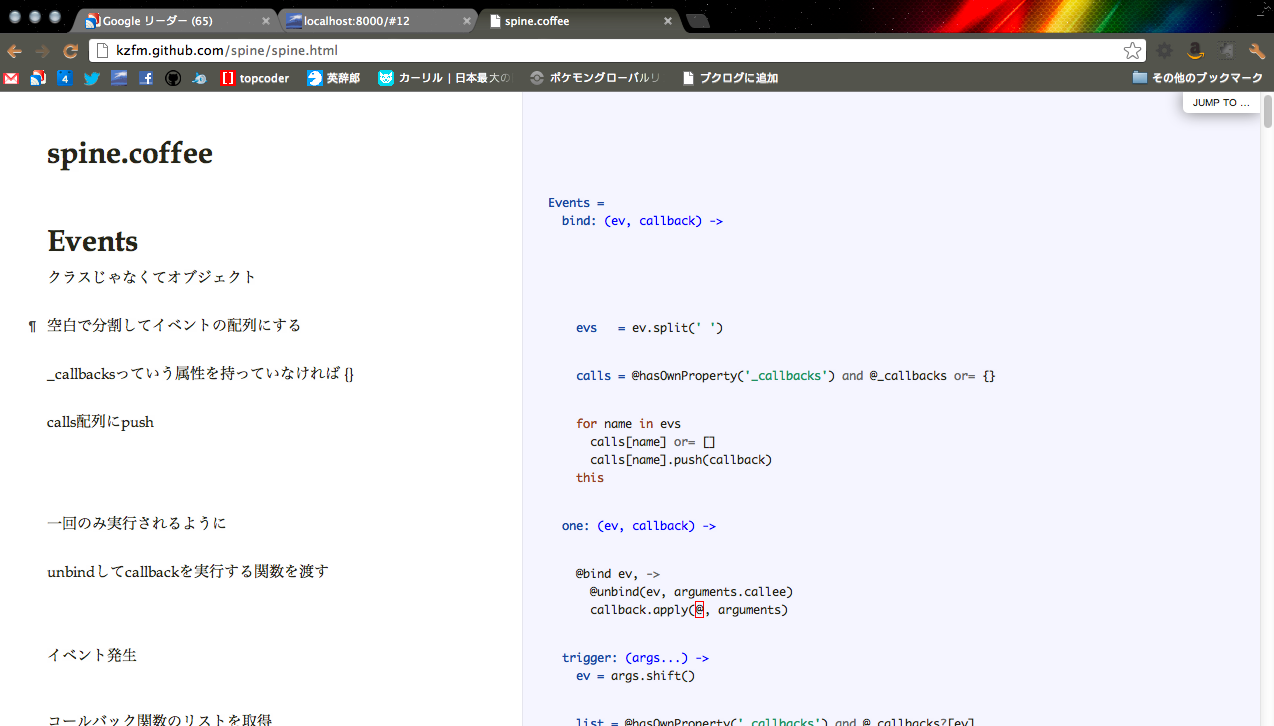 Google リーダー (65)
localhost:8000/#12
spine.coffee
kzfm.github.com/spine/spine.html
4
topcoder
英辞郎
カーリル | 日本最大の
ポケモングローバルリ
ブクログに追加
その他のブックマーク
JUMP TO …
spine.coffee
Events
クラスじゃなくてオブジェクト
Events =
bind: (ev, callback) ->
¶ 空白で分割してイベントの配列にする
evs = ev.split(' ')
_callbacksっていう属性を持っていなければ {}
calls = @hasOwnProperty('_callbacks') and @_callbacks or= {}
calls配列にpush
for name in evs
calls[name] or= []
calls[name].push(callback)
this
一回のみ実行されるように
one: (ev, callback) ->
unbindしてcallbackを実行する関数を渡す
@bind ev, ->
@unbind(ev, arguments.callee)
callback.apply(@, arguments)
イベント発生
trigger: (args...) ->
ev = args.shift()
コールバック関数のリストを取得
list = @hasOwnProperty('_callbacks') and @_callbacks?[ev]